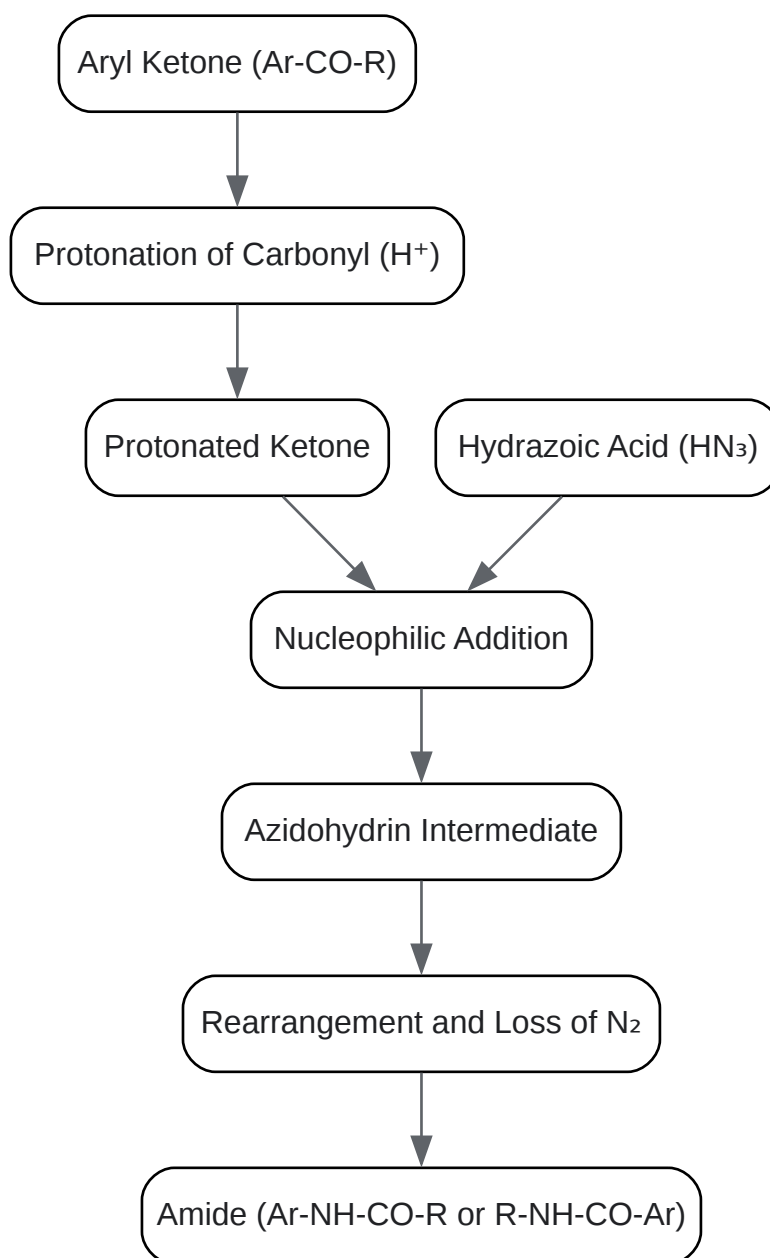 Aryl Ketone (Ar-CO-R)
Protonation of Carbonyl (H⁺)
Protonated Ketone
Hydrazoic Acid (HN₃)
Nucleophilic Addition
Azidohydrin Intermediate
Rearrangement and Loss of N₂
Amide (Ar-NH-CO-R or R-NH-CO-Ar)